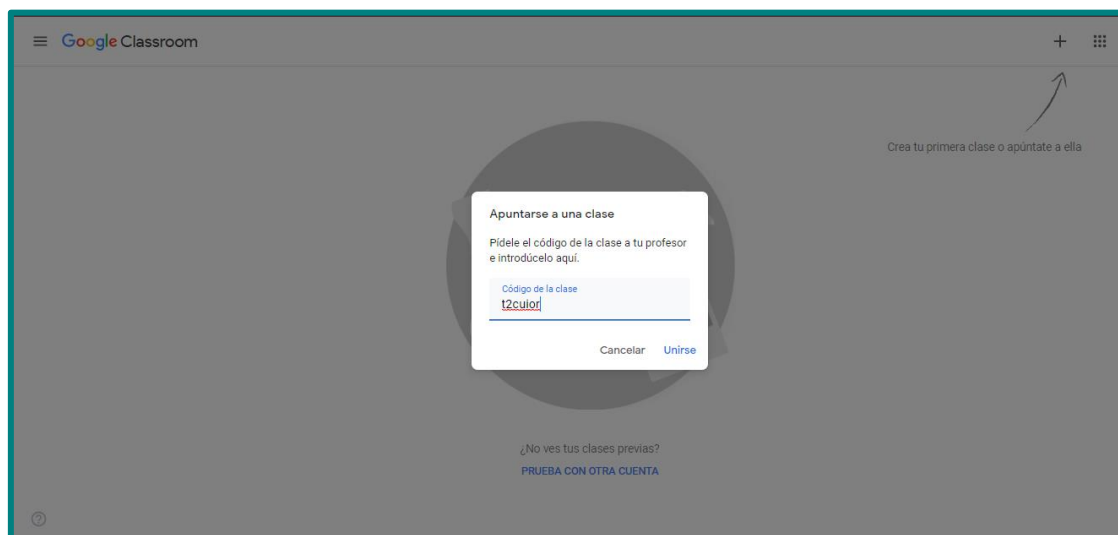 Google Classroom
Crea tu primera clase o apúntate a ella
Apuntarse a una clase
Pídele el código de la clase a tu profesor
e introdúcelo aquí.
Código de la clase
t2cuior
Cancelar Unirse
¿No ves tus clases previas?
PRUEBA CON OTRA CUENTA